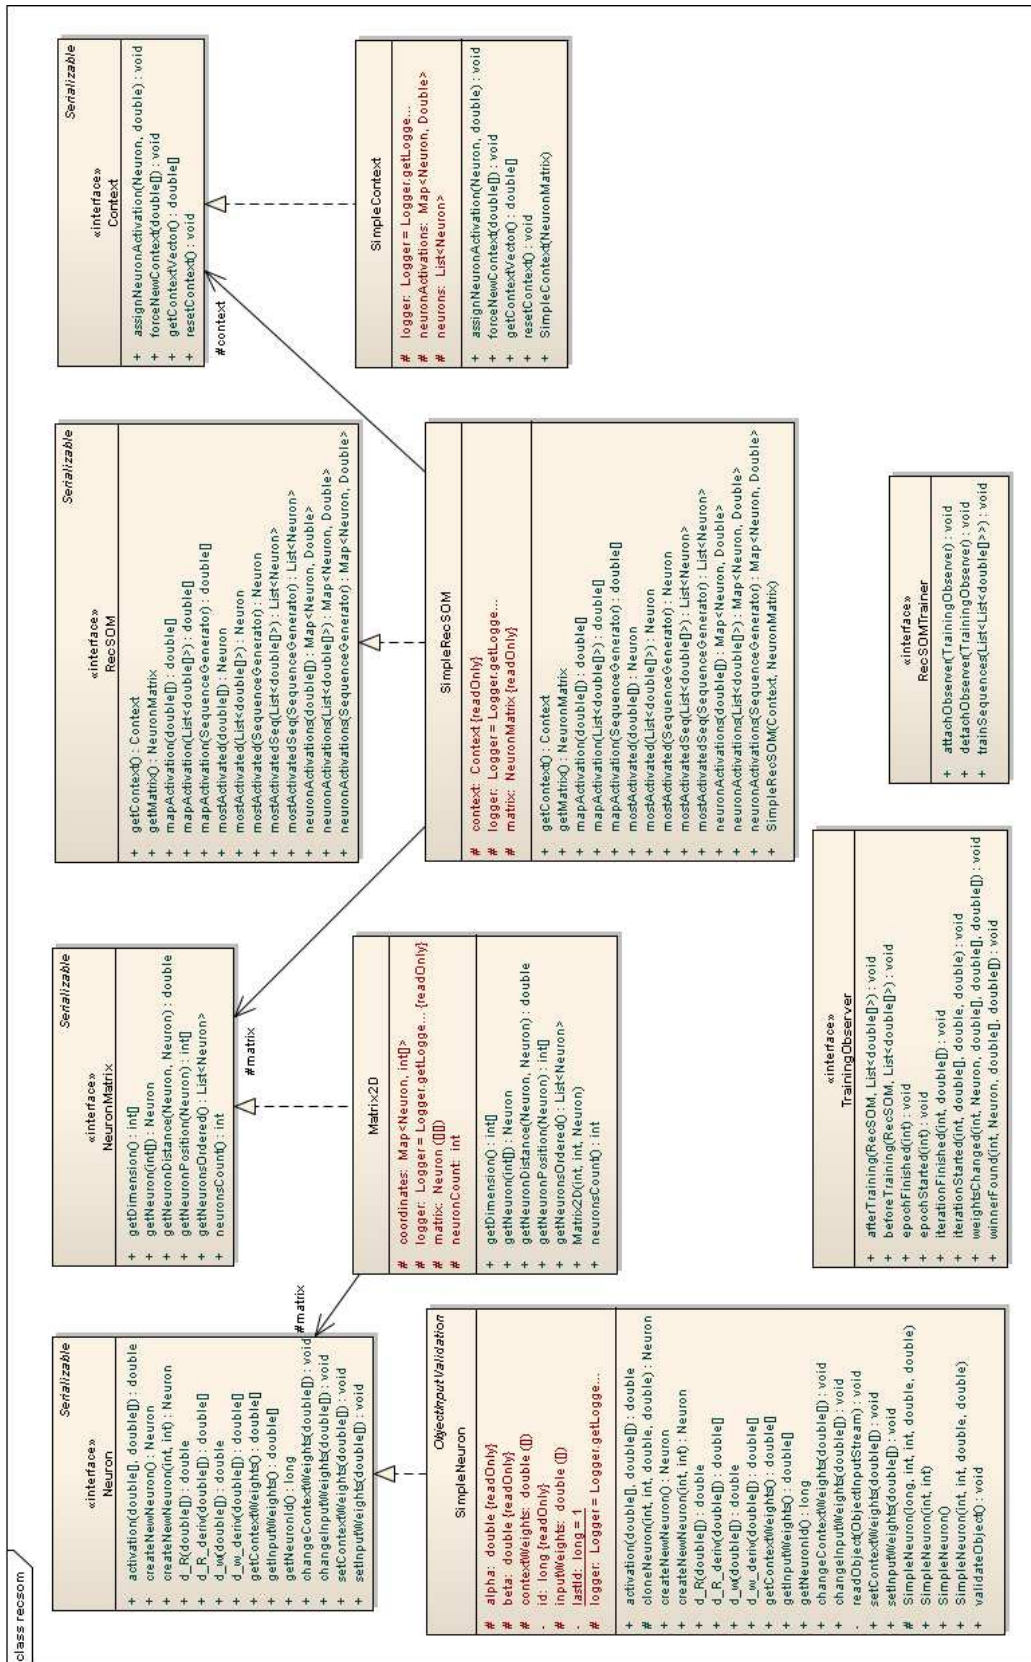 class recsom
Serializable
«interface»
Neuron
+ activation(double[], double[]) : double
+ createNewNeuron() : Neuron
+ createNewNeuron(int, int) : Neuron
+ d_R(double[]) : double
+ d_R_deriv(double[]) : double[]
+ d_w(double[]) : double
+ d_w_deriv(double[]) : double[]
+ getContextWeights() : double[]
+ getInputWeights() : double[]
+ getNeuronId() : long
+ changeContextWeights(double[]) : void
+ changeInputWeights(double[]) : void
+ setContextWeights(double[]) : void
+ setInputWeights(double[]) : void
Serializable
«interface»
NeuronMatrix
+ getDimension() : int[]
+ getNeuron(int[]) : Neuron
+ getNeuronDistance(Neuron, Neuron) : double
+ getNeuronPosition(Neuron) : int[]
+ getNeuronsOrdered() : List<Neuron>
+ neuronsCount() : int
Serializable
«interface»
RecSOM
+ getContext() : Context
+ getMatrix() : NeuronMatrix
+ mapActivation(double[]) : double[]
+ mapActivation(List<double[]>) : double[]
+ mapActivation(SequenceGenerator) : double[]
+ mostActivated(double[]) : Neuron
+ mostActivated(List<double[]>) : Neuron
+ mostActivated(SequenceGenerator) : Neuron
+ mostActivatedSeq(List<double[]>) : List<Neuron>
+ mostActivatedSeq(SequenceGenerator) : List<Neuron>
+ neuronActivations(double[]) : Map<Neuron, Double>
+ neuronActivations(List<double[]>) : Map<Neuron, Double>
+ neuronActivations(SequenceGenerator) : Map<Neuron, Double>
Serializable
«interface»
Context
+ assignNeuronActivation(Neuron, double) : void
+ forceNewContext(double[]) : void
+ getContextVector() : double[]
+ resetContext() : void
#matrix
#matrix
#context
ObjectInputValidation
SimpleNeuron
# alpha: double {readOnly}
# beta: double {readOnly}
# contextWeights: double ([])
- id: long {readOnly}
# inputWeights: double ([])
- lastId: long = 1
# logger: Logger = Logger.getLogge...
+ activation(double[], double[]) : double
# cloneNeuron(int, int, double, double) : Neuron
+ createNewNeuron() : Neuron
+ createNewNeuron(int, int) : Neuron
+ d_R(double[]) : double
+ d_R_deriv(double[]) : double[]
+ d_w(double[]) : double
+ d_w_deriv(double[]) : double[]
+ getContextWeights() : double[]
+ getInputWeights() : double[]
+ getNeuronId() : long
+ changeContextWeights(double[]) : void
+ changeInputWeights(double[]) : void
- readObject(ObjectInputStream) : void
+ setContextWeights(double[]) : void
+ setInputWeights(double[]) : void
# SimpleNeuron(long, int, int, double, double)
+ SimpleNeuron(int, int)
+ SimpleNeuron()
+ SimpleNeuron(int, int, double, double)
+ validateObject() : void
Matrix2D
# coordinates: Map<Neuron, int[]>
# logger: Logger = Logger.getLogge... {readOnly}
# matrix: Neuron ([][])
# neuronCount: int
+ getDimension() : int[]
+ getNeuron(int[]) : Neuron
+ getNeuronDistance(Neuron, Neuron) : double
+ getNeuronPosition(Neuron) : int[]
+ getNeuronsOrdered() : List<Neuron>
+ Matrix2D(int, int, Neuron)
+ neuronsCount() : int
SimpleRecSOM
# context: Context {readOnly}
# logger: Logger = Logger.getLogge...
# matrix: NeuronMatrix {readOnly}
+ getContext() : Context
+ getMatrix() : NeuronMatrix
+ mapActivation(double[]) : double[]
+ mapActivation(List<double[]>) : double[]
+ mapActivation(SequenceGenerator) : double[]
+ mostActivated(double[]) : Neuron
+ mostActivated(List<double[]>) : Neuron
+ mostActivated(SequenceGenerator) : Neuron
+ mostActivatedSeq(List<double[]>) : List<Neuron>
+ mostActivatedSeq(SequenceGenerator) : List<Neuron>
+ neuronActivations(double[]) : Map<Neuron, Double>
+ neuronActivations(List<double[]>) : Map<Neuron, Double>
+ neuronActivations(SequenceGenerator) : Map<Neuron, Double>
+ SimpleRecSOM(Context, NeuronMatrix)
SimpleContext
# logger: Logger = Logger.getLogge...
# neuronActivations: Map<Neuron, Double>
# neurons: List<Neuron>
+ assignNeuronActivation(Neuron, double) : void
+ forceNewContext(double[]) : void
+ getContextVector() : double[]
+ resetContext() : void
+ SimpleContext(NeuronMatrix)
«interface»
TrainingObserver
+ afterTraining(RecSOM, List<double[]>) : void
+ beforeTraining(RecSOM, List<double[]>) : void
+ epochFinished(int) : void
+ epochStarted(int) : void
+ iterationFinished(int, double[]) : void
+ iterationStarted(int, double[], double, double) : void
+ weightsChanged(int, Neuron, double[], double[], double[]) : void
+ winnerFound(int, Neuron, double[], double[]) : void
«interface»
RecSOMTrainer
+ attachObserver(TrainingObserver) : void
+ detachObserver(TrainingObserver) : void
+ trainSequences(List<List<double[]>>) : void